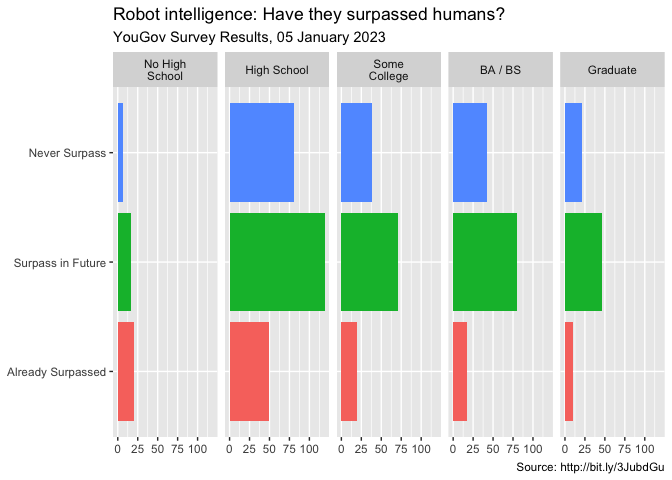 Robot intelligence: Have they surpassed humans?
YouGov Survey Results, 05 January 2023
No High
School
High School
Some
College
BA / BS
Graduate
Never Surpass
Surpass in Future
Already Surpassed
0 25 50 75 100
0 25 50 75 100
0 25 50 75 100
0 25 50 75 100
0 25 50 75 100
Source: http://bit.ly/3JubdGu